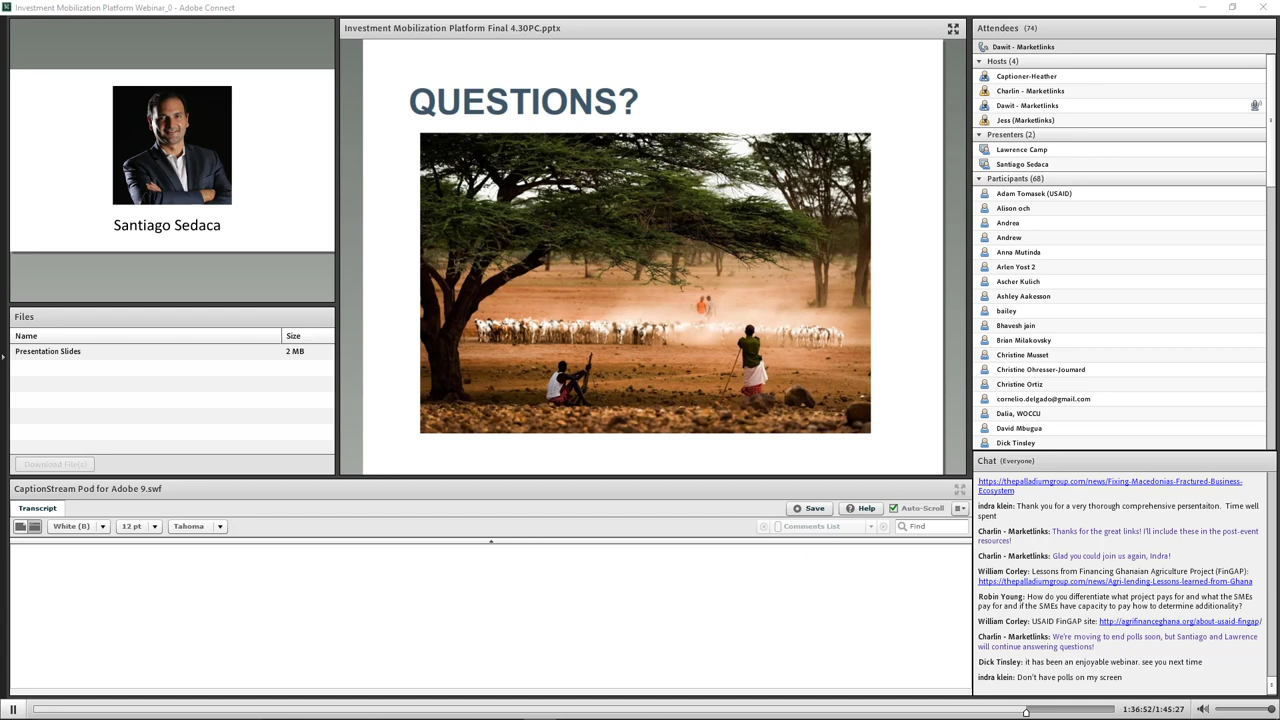 Investment Mobilization Platform Webinar_0 - Adobe Connect
Santiago Sedaca
Files
Name Size
Presentation Slides 2 MB
Download File(s)
Investment Mobilization Platform Final 4.30PC.pptx
QUESTIONS?
CaptionStream Pod for Adobe 9.swf
Transcript
Save Help Auto-Scroll
White (B) 12 pt Tahoma Comments List Find
Attendees (74)
Dawit - Marketlinks
Hosts (4)
Captioner-Heather
Charlin - Marketlinks
Dawit - Marketlinks
Jess (Marketlinks)
Presenters (2)
Lawrence Camp
Santiago Sedaca
Participants (68)
Adam Tomasek (USAID)
Alison och
Andrea
Andrew
Anna Mutinda
Arlen Yost 2
Ascher Kulich
Ashley Aakesson
bailey
Bhavesh jain
Brian Milakovsky
Christine Musset
Christine Ohresser-Joumard
Christine Ortiz
cornelio.delgado@gmail.com
Dalia, WOCCU
David Mbugua
Dick Tinsley
Chat (Everyone)
https://thepalladiumgroup.com/news/Fixing-Macedonias-Fractured-Business-
Ecosystem
indra klein: Thank you for a very thorough comprehensive persentaiton. Time well
spent
Charlin - Marketlinks: Thanks for the great links! I'll include these in the post-event
resources!
Charlin - Marketlinks: Glad you could join us again, Indra!
William Corley: Lessons from Financing Ghanaian Agriculture Project (FinGAP):
https://thepalladiumgroup.com/news/Agri-lending-Lessons-learned-from-Ghana
Robin Young: How do you differentiate what project pays for and what the SMEs
pay for and if the SMEs have capacity to pay how to determine additionality?
William Corley: USAID FinGAP site: http://agrifinanceghana.org/about-usaid-fingap/
Charlin - Marketlinks: We're moving to end polls soon, but Santiago and Lawrence
will continue answering questions!
Dick Tinsley: it has been an enjoyable webinar. see you next time
indra klein: Don't have polls on my screen
1:36:52/1:45:27